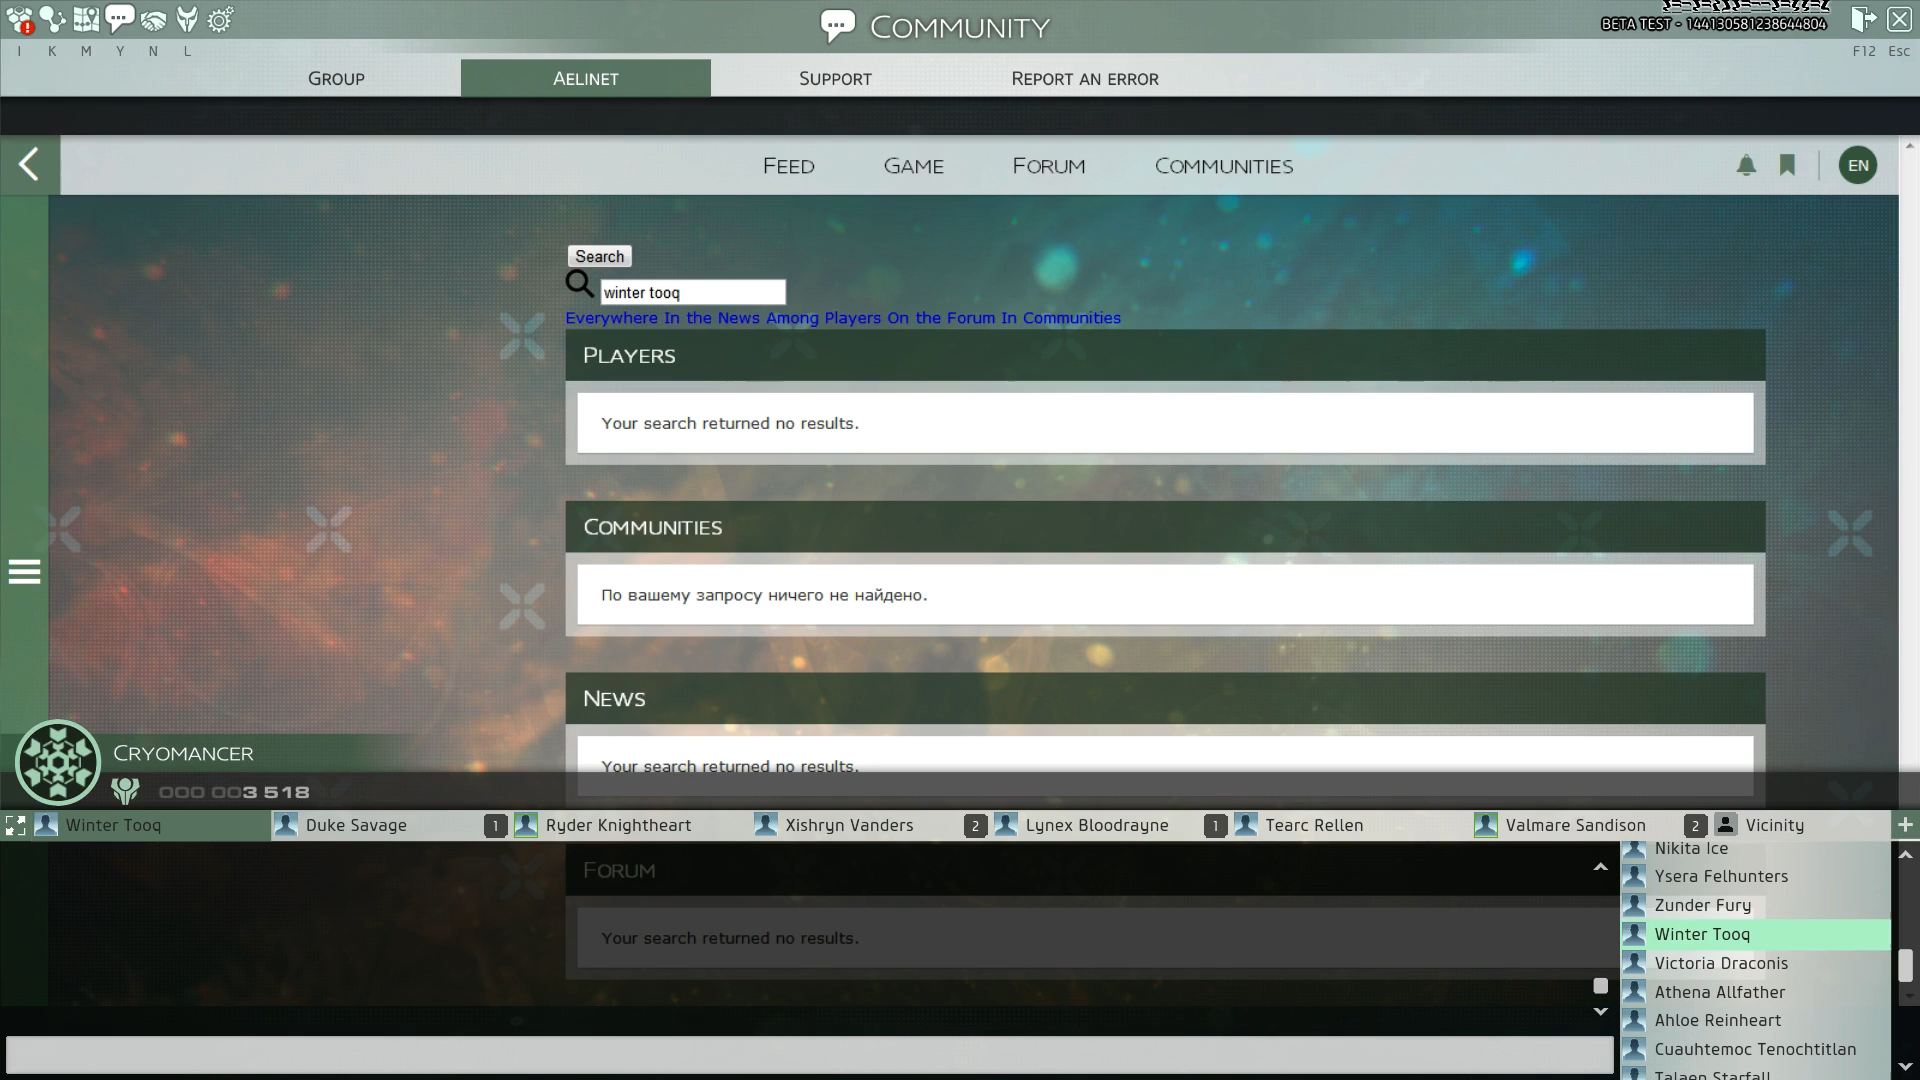 COMMUNITY
BETA TEST - 144130581238644804
I K M Y N L
F12 Esc
GROUP AELINET SUPPORT REPORT AN ERROR
FEED GAME FORUM COMMUNITIES EN
Search
winter tooq
Everywhere In the News Among Players On the Forum In Communities
PLAYERS
Your search returned no results.
COMMUNITIES
По вашему запросу ничего не найдено.
NEWS
Your search returned no results.
CRYOMANCER
000 003 518
Winter Tooq Duke Savage 1 Ryder Knightheart Xishryn Vanders 2 Lynex Bloodrayne 1 Tearc Rellen Valmare Sandison 2 Vicinity
FORUM
Your search returned no results.
Nikita Ice
Ysera Felhunters
Zunder Fury
Winter Tooq
Victoria Draconis
Athena Allfather
Ahloe Reinheart
Cuauhtemoc Tenochtitlan
Talaen Starfall